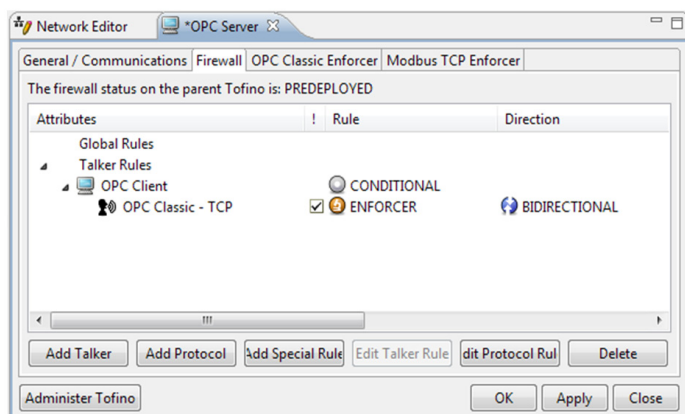 Network Editor *OPC Server
General / Communications Firewall OPC Classic Enforcer Modbus TCP Enforcer
The firewall status on the parent Tofino is: PREDEPLOYED
Attributes ! Rule Direction
Global Rules
Talker Rules
OPC Client CONDITIONAL
OPC Classic - TCP ENFORCER BIDIRECTIONAL
Add Talker Add Protocol Add Special Rule Edit Talker Rule dit Protocol Rul Delete
Administer Tofino OK Apply Close